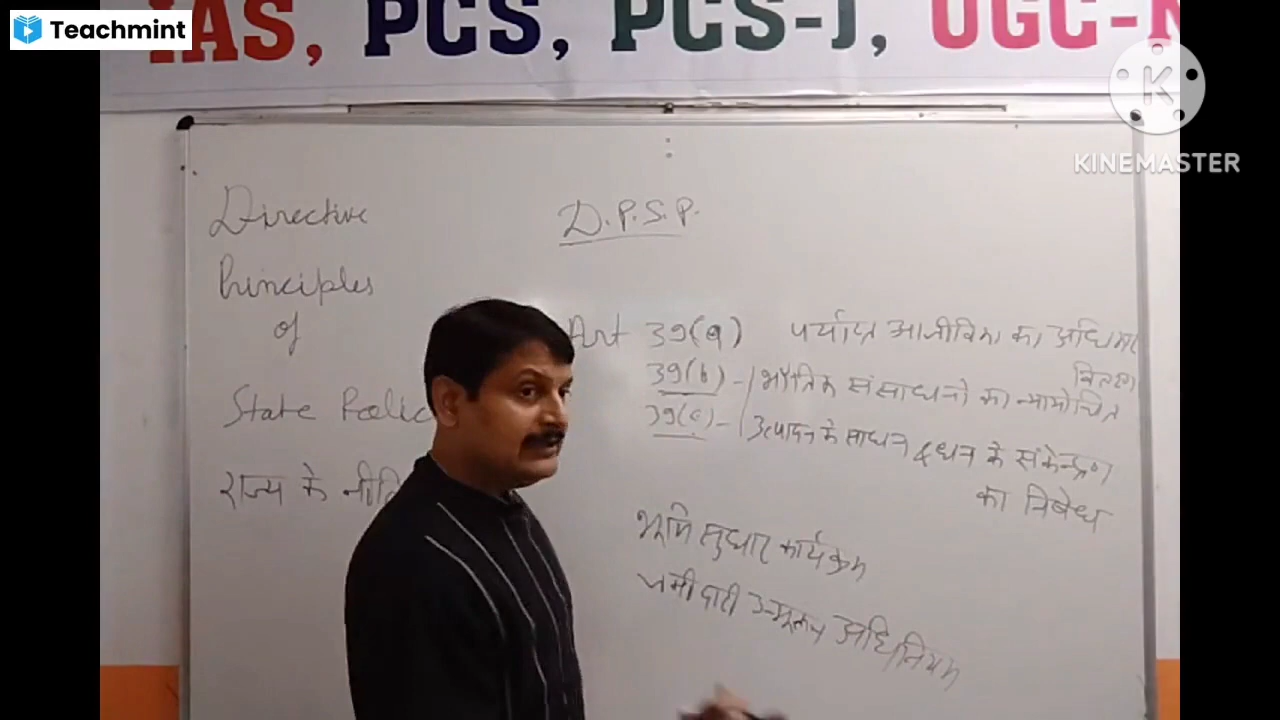 Teachmint
IAS, PCS, PCS-J, UGC-N
KINEMASTER
Directive
Principles
of
State Polic
राज्य के नीति
D.P.S.P.
Art 39(a) पर्याप्त आजीविका का अधिकार
39(b) - भौतिक संसाधनो का न्यायोचित
वितरण
39(c) - उत्पादन के साधन & धन के संकेन्द्रण
का निषेध
भूमि सुधार कार्यक्रम
जमीदारी उन्मूलन अधिनियम